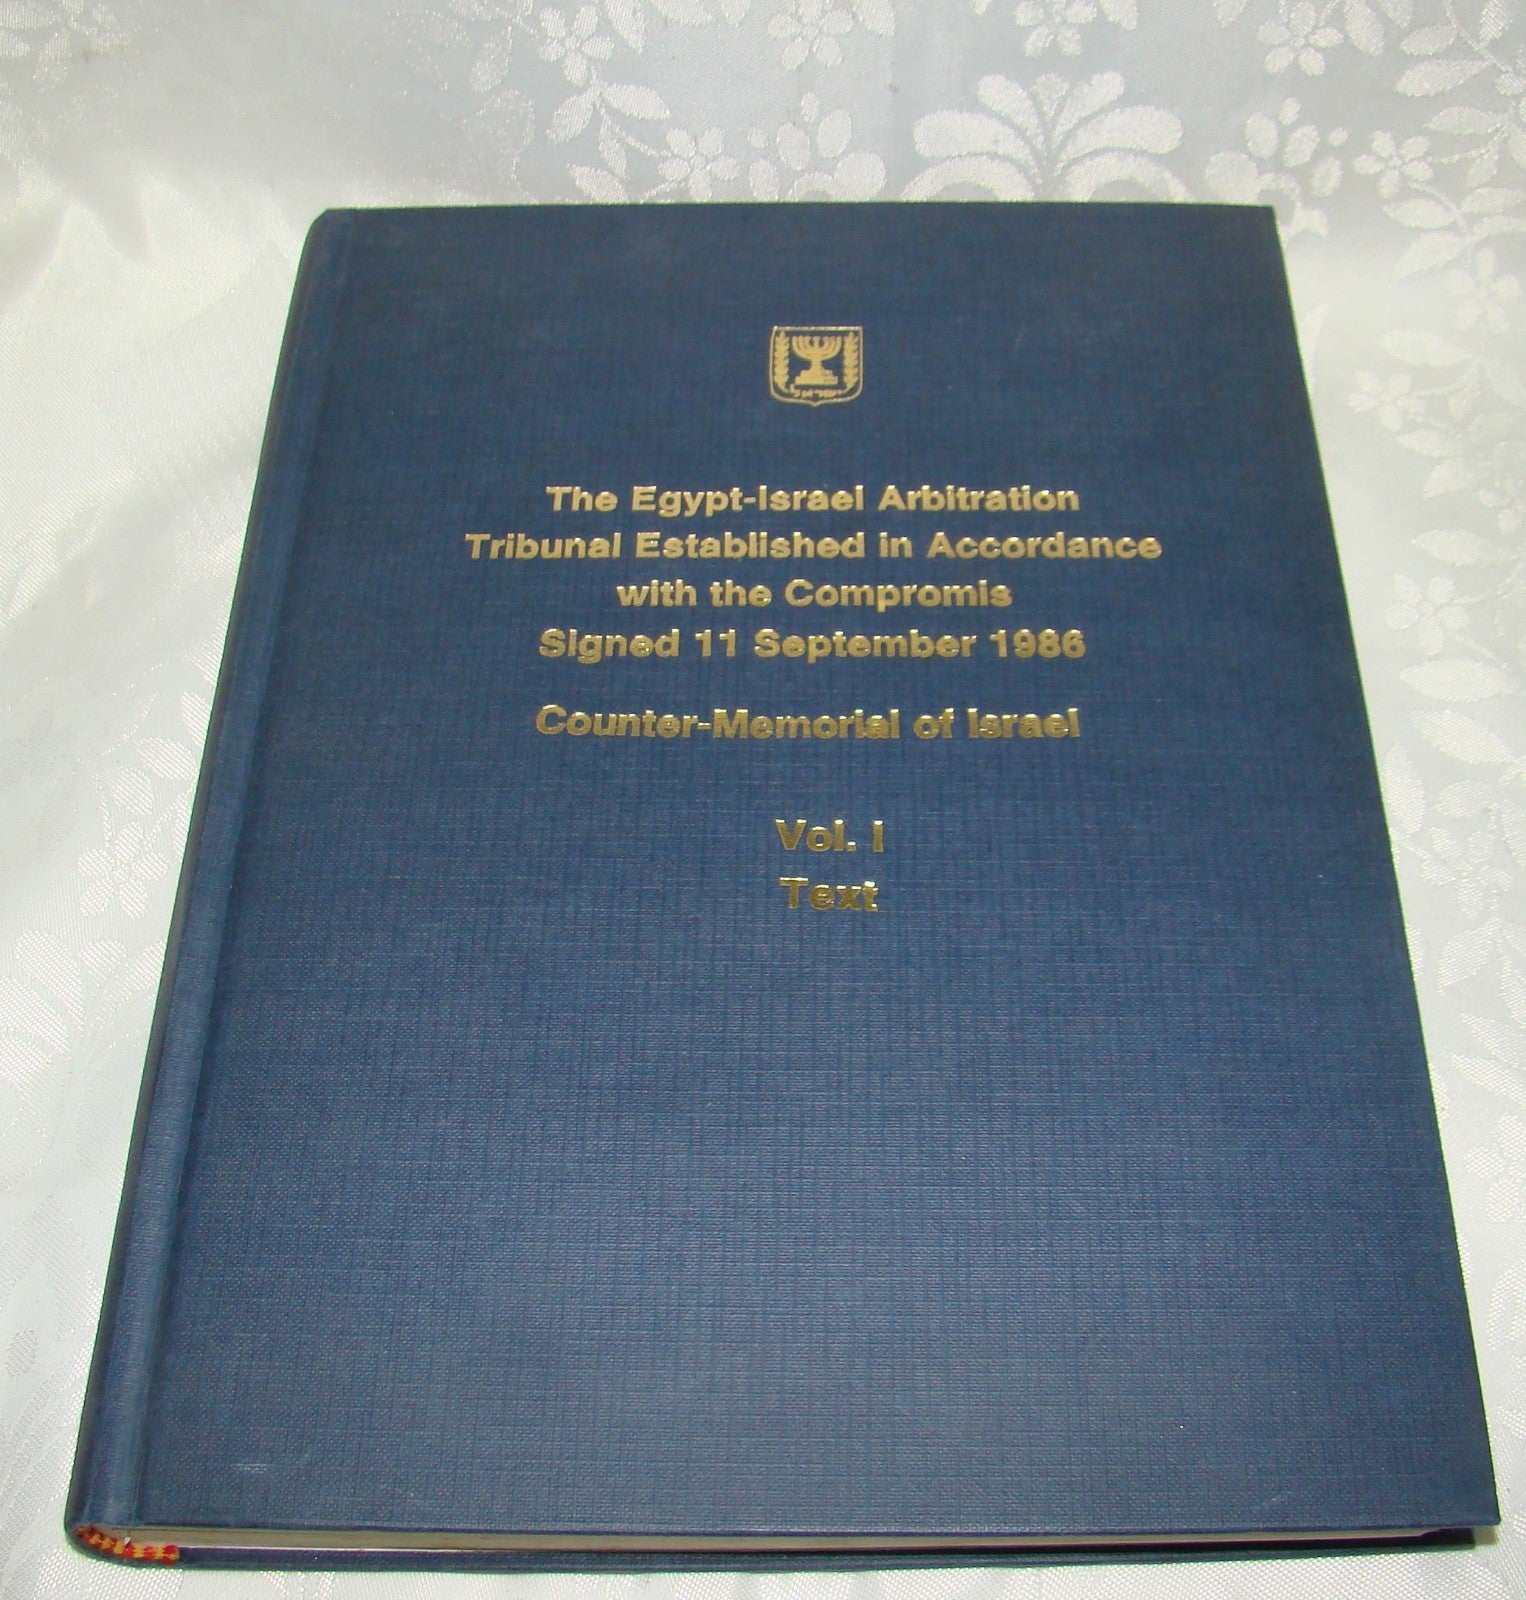 ישראל
The Egypt-Israel Arbitration
Tribunal Established in Accordance
with the Compromis
Signed 11 September 1986
Counter-Memorial of Israel
Vol. I
Text